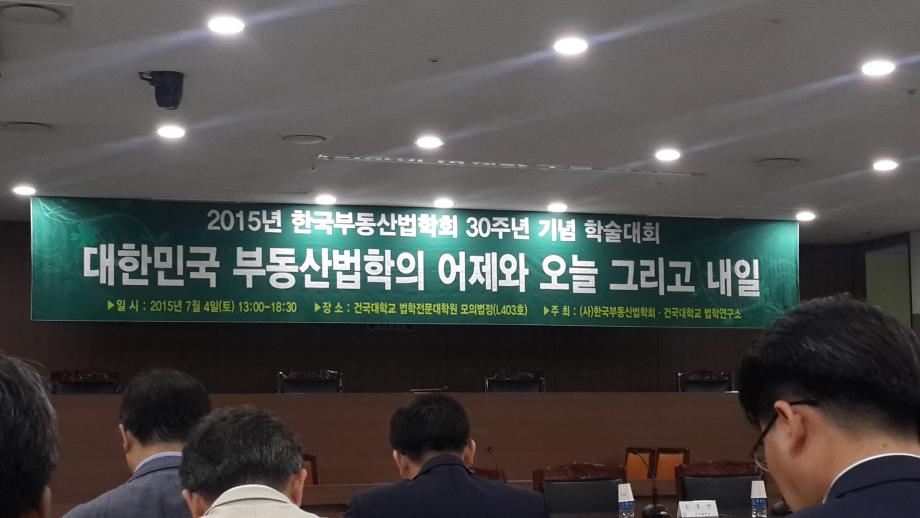 2015년 한국부동산법학회 30주년 기념 학술대회
대한민국 부동산법학의 어제와 오늘 그리고 내일
▶일 시 : 2015년 7월 4일(토) 13:00~18:30 ▶장 소 : 건국대학교 법학전문대학원 모의법정(L403호) ▶주 최 : (사)한국부동산법학회 · 건국대학교 법학연구소